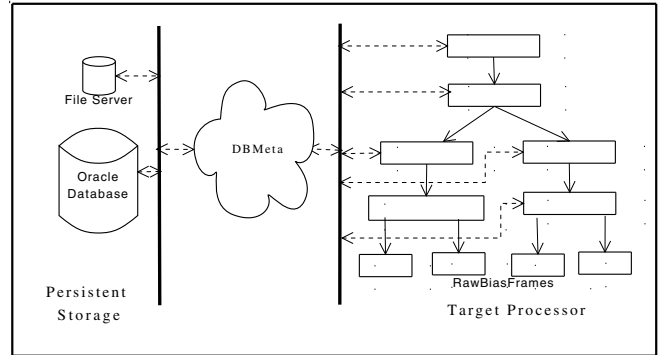 File Server
Oracle
Database
DBMeta
RawBiasFrames
Persistent
Storage
Target Processor